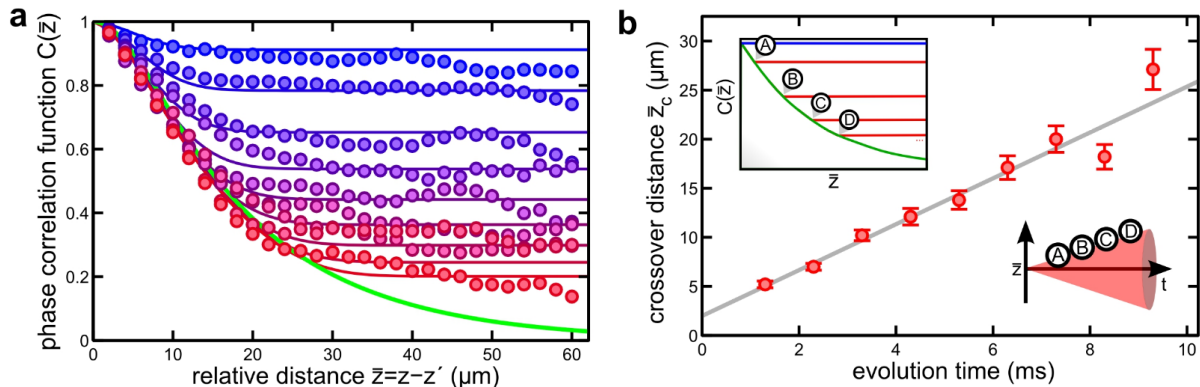 a
phase correlation function C(z̄)
1
0.8
0.6
0.4
0.2
0
0 10 20 30 40 50 60
relative distance z̄=z−z´ (μm)
b
crossover distance z̄c (μm)
30
25
20
15
10
5
0
0 2 4 6 8 10
evolution time (ms)
C(z̄)
A
B
C
D
...
z̄
A B C D
z̄
t